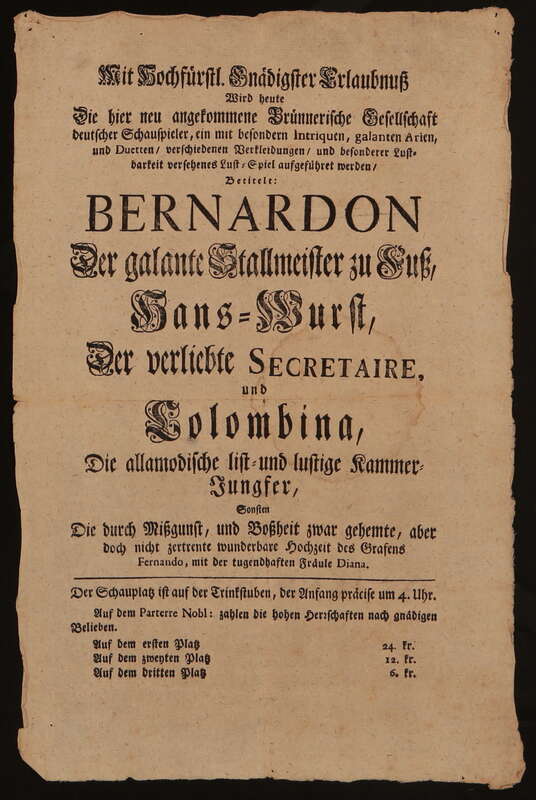 Mit Hochfürstl. Gnädigster Erlaubnuß
Wird heute
Die hier neu angekommene Brünnerische Gesellschaft
deutscher Schauspieler, ein mit besondern Intriquen, galanten Arien,
und Duetten/ verschiedenen Verkleidungen/ und besonderer Lust-
barkeit versehenes Lust-Spiel aufgeführet werden/
Betitelt:
BERNARDON
Der galante Stallmeister zu Fuß,
Hans-Wurst,
Der verliebte SECRETAIRE,
und
Colombina,
Die allamodische list-und lustige Kammer-
Jungfer,
Sonsten
Die durch Mißgunst, und Boßheit zwar gehemte, aber
doch nicht zertrente wunderbare Hochzeit des Grafens
Fernando, mit der tugendhaften Fräule Diana.
Der Schauplatz ist auf der Trinkstuben, der Anfang präcise um 4. Uhr.
Auf dem Parterre Nobl: zahlen die hohen Herrschaften nach gnädigen
Belieben.
Auf dem ersten Platz 24. kr.
Auf dem zweyten Platz 12. kr.
Auf dem dritten Platz 6. kr.